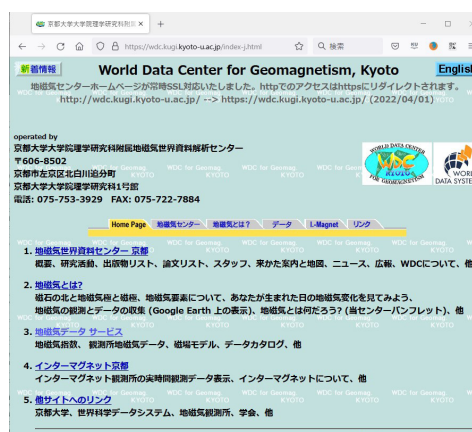 京都大学大学院理学研究科附属
https://wdc.kugi.kyoto-u.ac.jp/index-j.html
検索
新着情報
World Data Center for Geomagnetism, Kyoto
English
地磁気センターホームページが常時SSL対応いたしました。httpでのアクセスはhttpsにリダイレクトされます。
http://wdc.kugi.kyoto-u.ac.jp/ --> https://wdc.kugi.kyoto-u.ac.jp/ (2022/04/01)
operated by
京都大学大学院理学研究科附属地磁気世界資料解析センター
〒606-8502
京都市左京区北白川追分町
京都大学大学院理学研究科1号館
電話: 075-753-3929 FAX: 075-722-7884
WORLD DATA CENTER
WDC
KYOTO
FOR GEOMAGNETISM
WORL
DATA SYSTE
Home Page 地磁気センター 地磁気とは? データ L-Magnet リンク
1. 地磁気世界資料センター 京都
概要、研究活動、出版物リスト、論文リスト、スタッフ、来かた案内と地図、ニュース、広報、WDCについて、他
2. 地磁気とは?
磁石の北と地磁気極と磁極、地磁気要素について、あなたが生まれた日の地磁気変化を見てみよう、
地磁気の観測とデータの収集 (Google Earth 上の表示)、地磁気とは何だろう? (当センターパンフレット)、他
3. 地磁気データ サービス
地磁気指数、 観測所地磁気データ、磁場モデル、データカタログ、他
4. インターマグネット京都
インターマグネット観測所の実時間観測データ表示、インターマグネットについて、他
5. 他サイトへのリンク
京都大学、世界科学データシステム、地磁気観測所、学会、他
WDC for Geomag. KYOTO